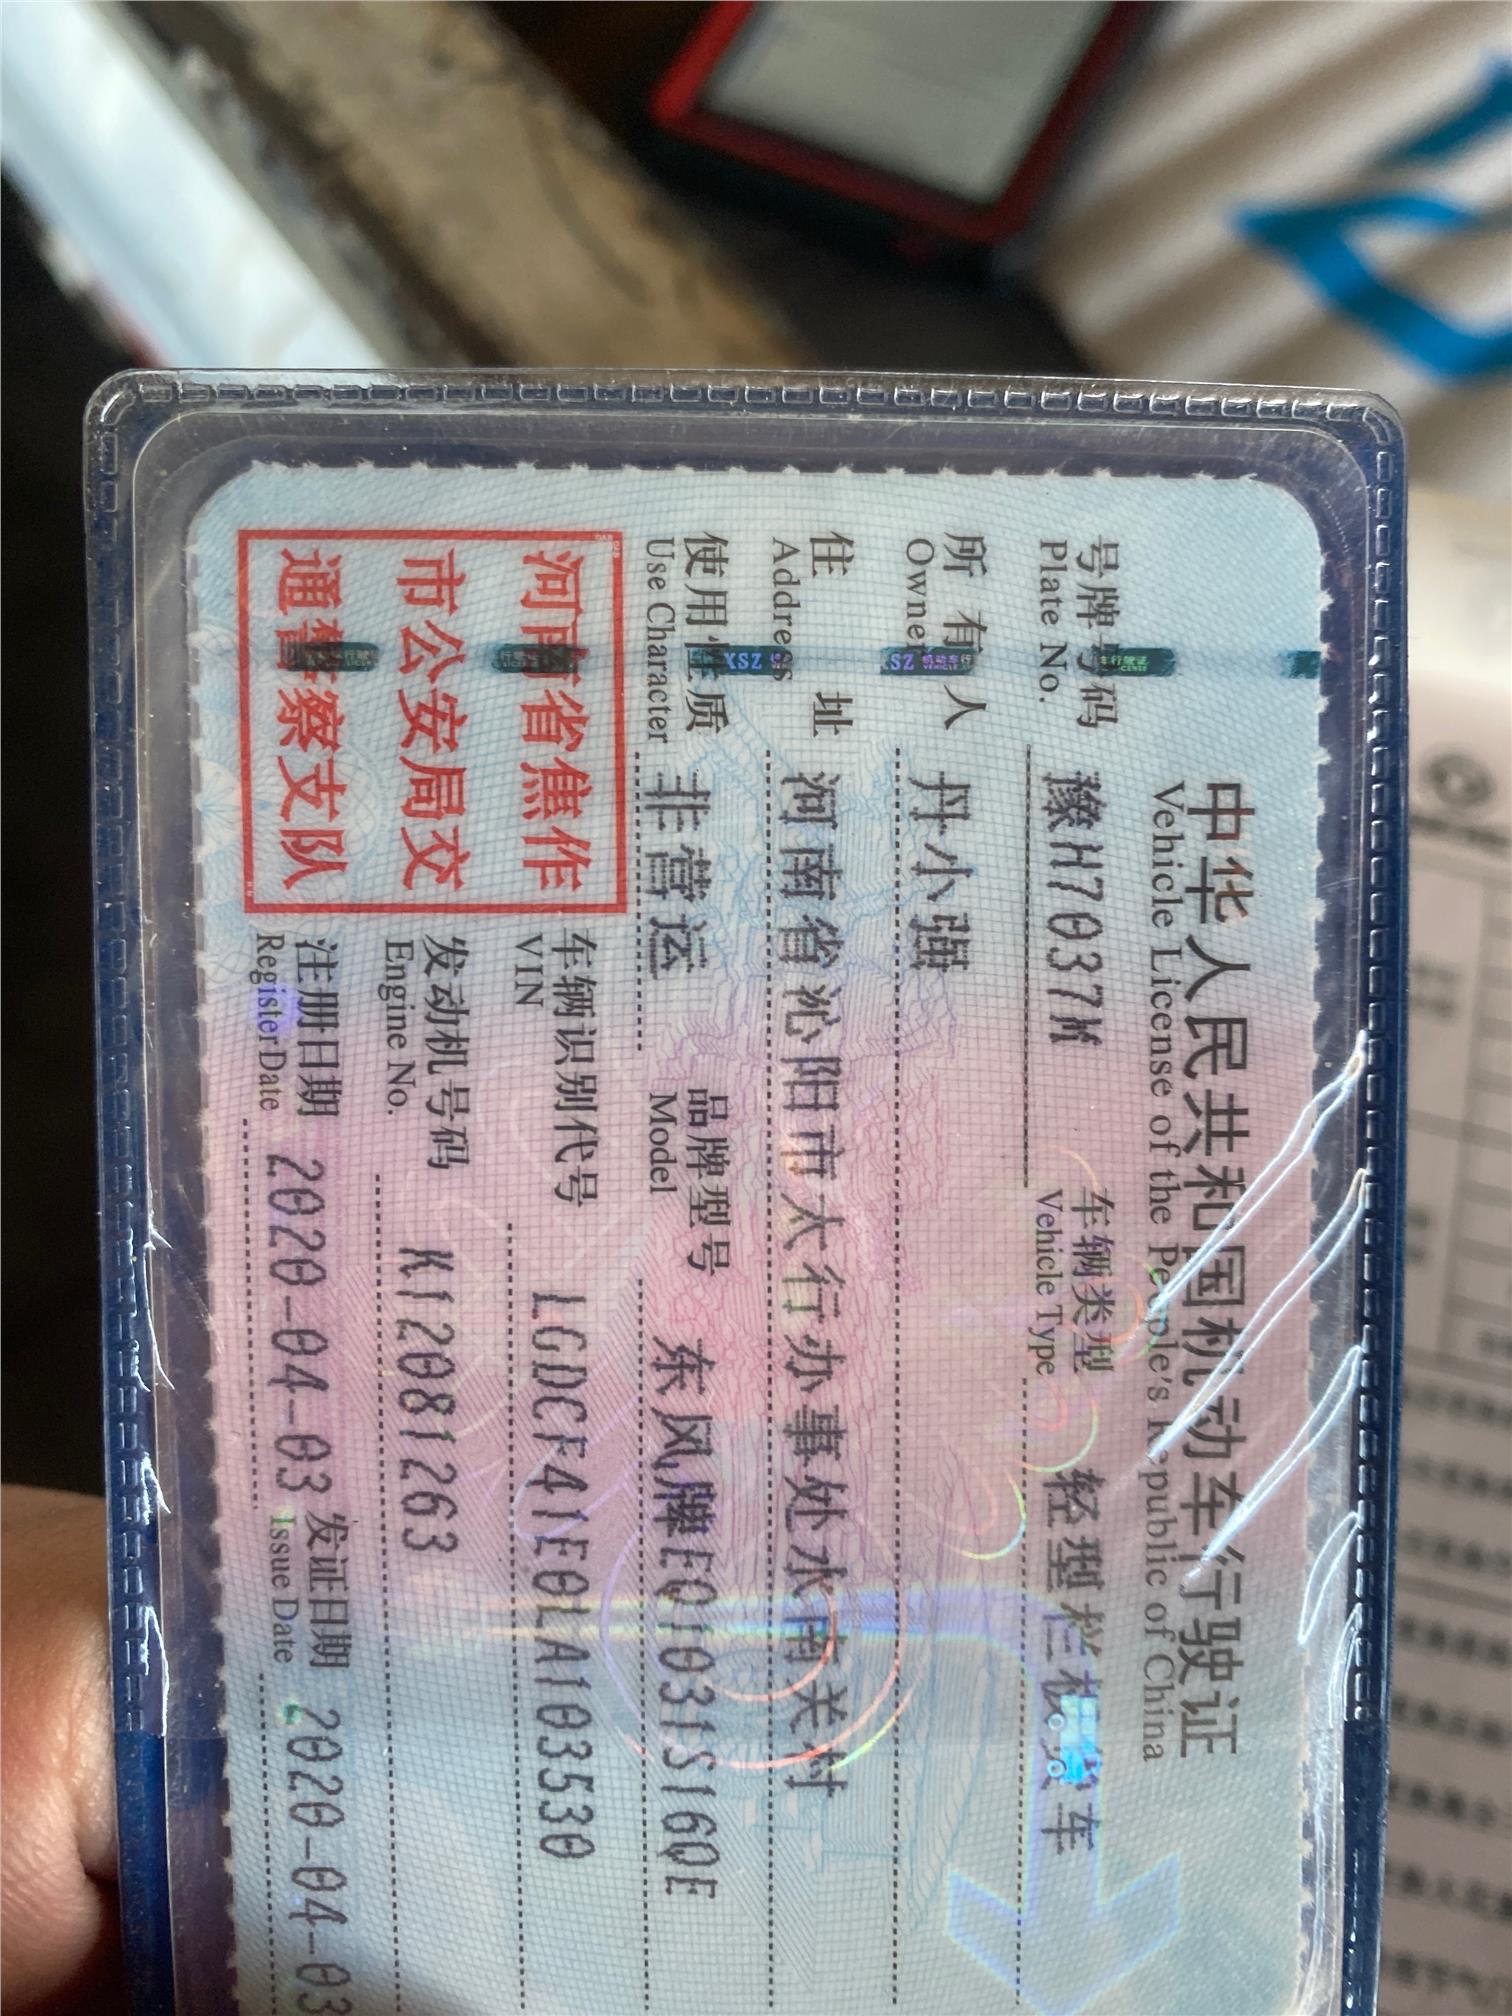 中华人民共和国机动车行驶证
Vehicle License of the People's Republic of China
号牌号码 豫H7037M 车辆类型 轻型栏板货车
Plate No. Vehicle Type
所有人 丹小强
Owner
住址 河南省沁阳市太行办事处水南关村
Address
使用性质 非营运 品牌型号 东风牌EQ1031S16QE
Use Character Model
河南省焦作
市公安局交
通警察支队
车辆识别代号 LGDCF41E0LA103530
VIN
发动机号码 K12081263
Engine No.
注册日期 2020-04-03 发证日期 2020-04-03
Register Date Issue Date